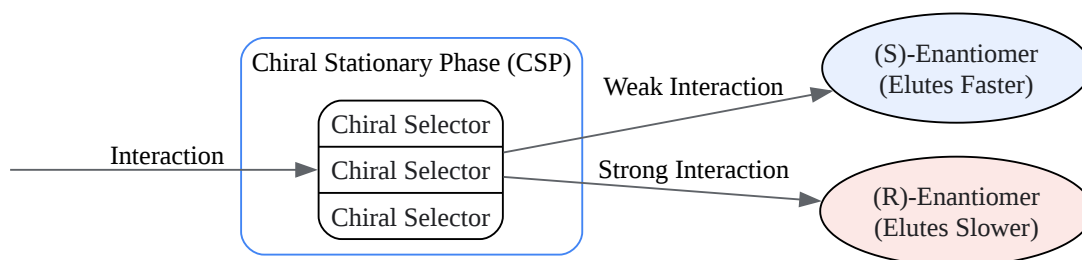 Chiral Stationary Phase (CSP)
Interaction
Chiral Selector
Chiral Selector
Chiral Selector
Weak Interaction
Strong Interaction
(S)-Enantiomer
(Elutes Faster)
(R)-Enantiomer
(Elutes Slower)